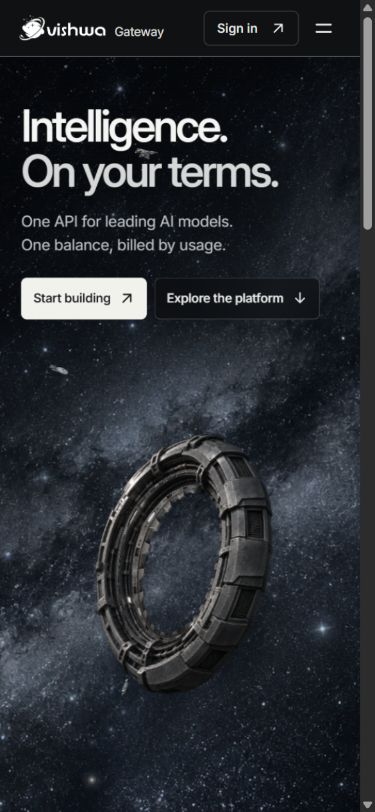 vishwa Gateway
Sign in
Intelligence.
On your terms.
One API for leading AI models.
One balance, billed by usage.
Start building
Explore the platform